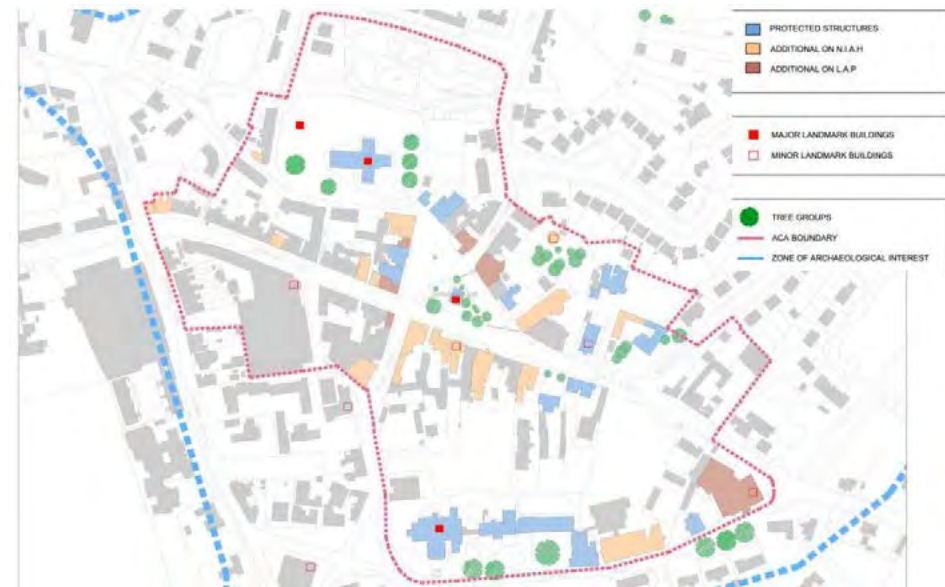 PROTECTED STRUCTURES
ADDITIONAL ON N.I.A.H
ADDITIONAL ON L.A.P
MAJOR LANDMARK BUILDINGS
MINOR LANDMARK BUILDINGS
TREE GROUPS
ACA BOUNDARY
ZONE OF ARCHAEOLOGICAL INTEREST